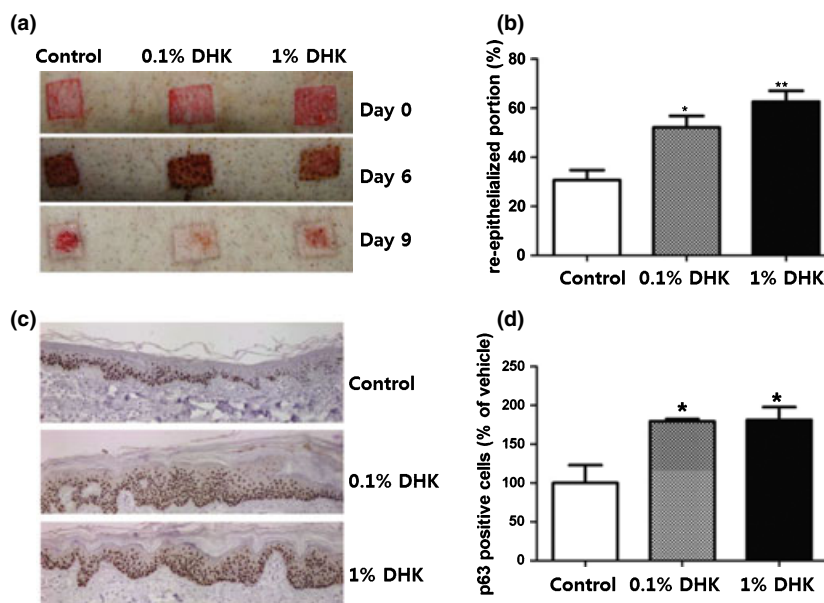 (a)
Control 0.1% DHK 1% DHK
Day 0
Day 6
Day 9
(b)
re-epithelialized portion (%)
80
60
40
20
0
*
**
Control 0.1% DHK 1% DHK
(c)
Control
0.1% DHK
1% DHK
(d)
p63 positive cells (% of vehicle)
250
200
150
100
50
0
*
*
Control 0.1% DHK 1% DHK